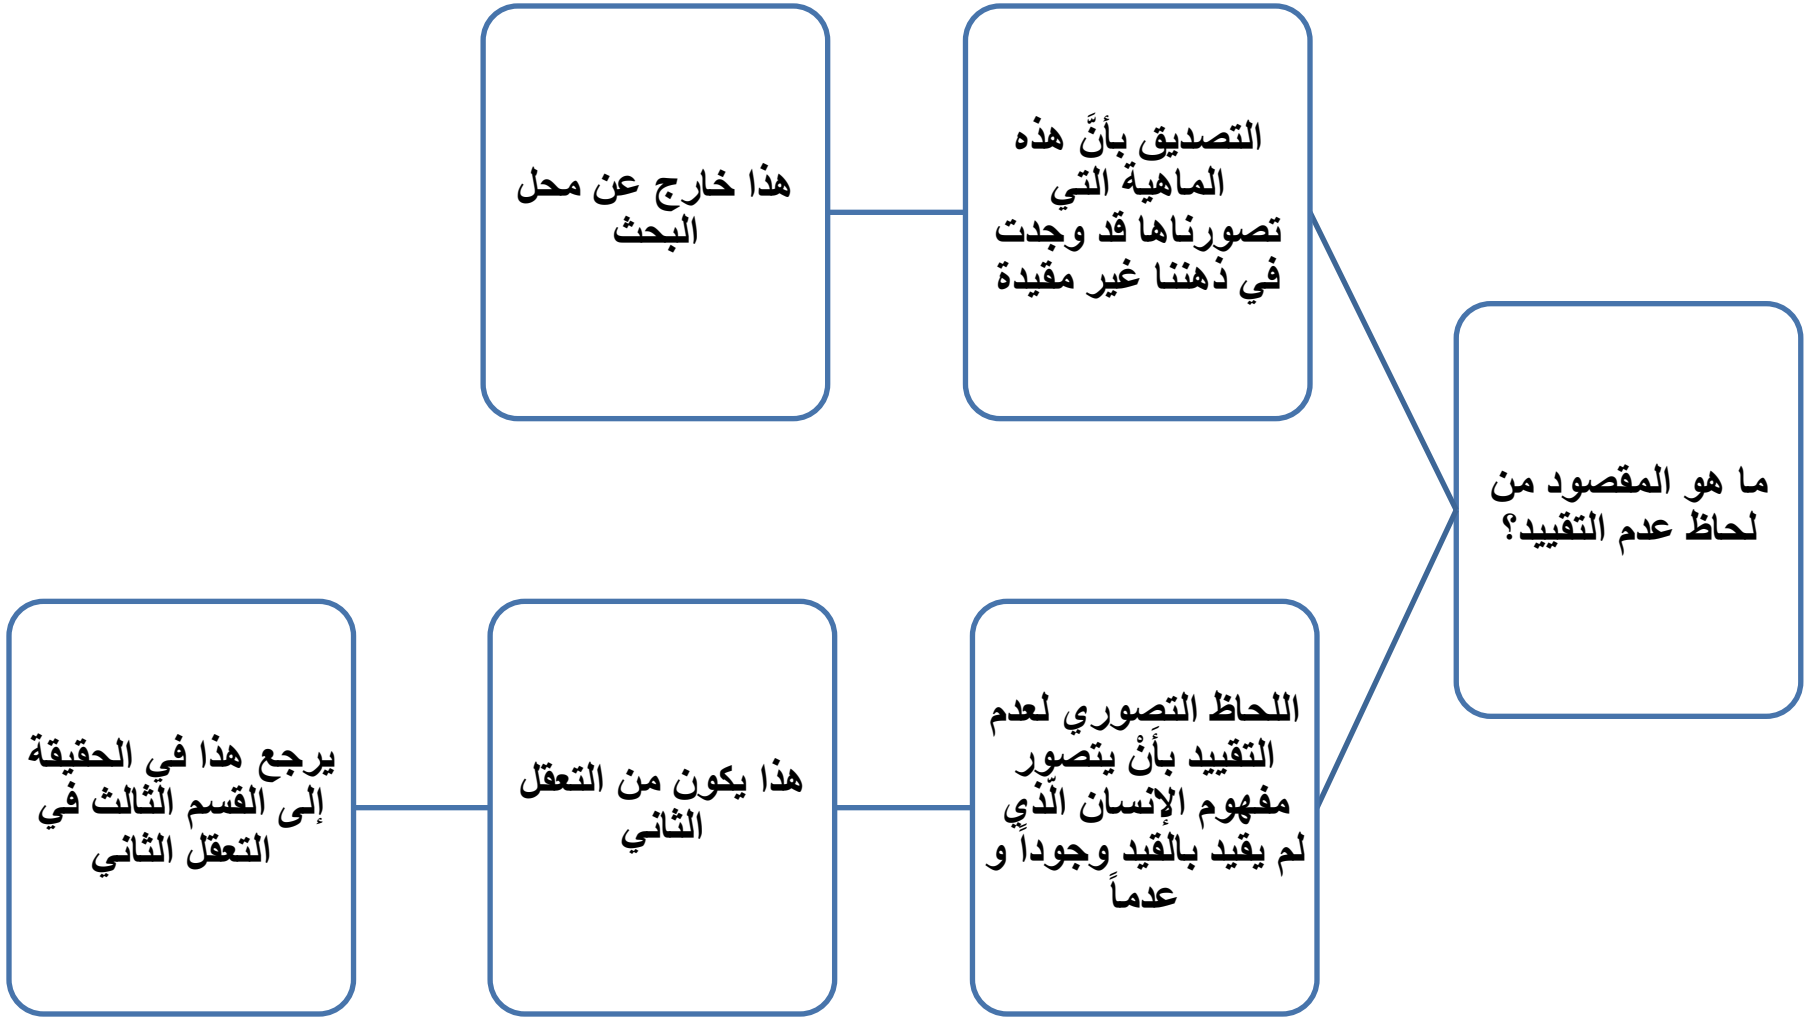 ما هو المقصود من
لحاظ عدم التقييد؟
التصديق بأنَّ هذه
الماهية التي
تصورناها قد وجدت
في ذهننا غير مقيدة
هذا خارج عن محل
البحث
اللحاظ التصوري لعدم
التقييد بأَنْ يتصور
مفهوم الإنسان الّذي
لم يقيد بالقيد وجوداً و
عدماً
هذا يكون من التعقل
الثاني
يرجع هذا في الحقيقة
إلى القسم الثالث في
التعقل الثاني